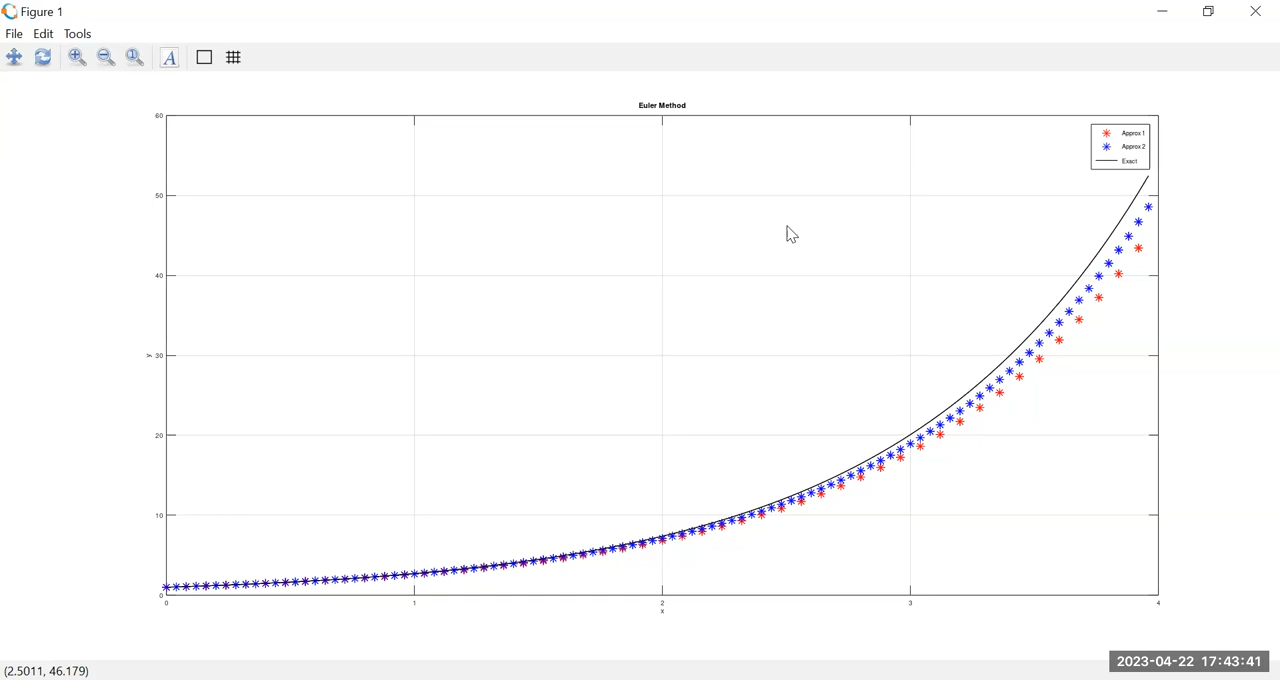 Figure 1
File Edit Tools
Euler Method
60
50
40
30
20
10
0
y
0 1 2 3 4
x
Approx 1
Approx 2
Exact
(2.5011, 46.179)
2023-04-22 17:43:41